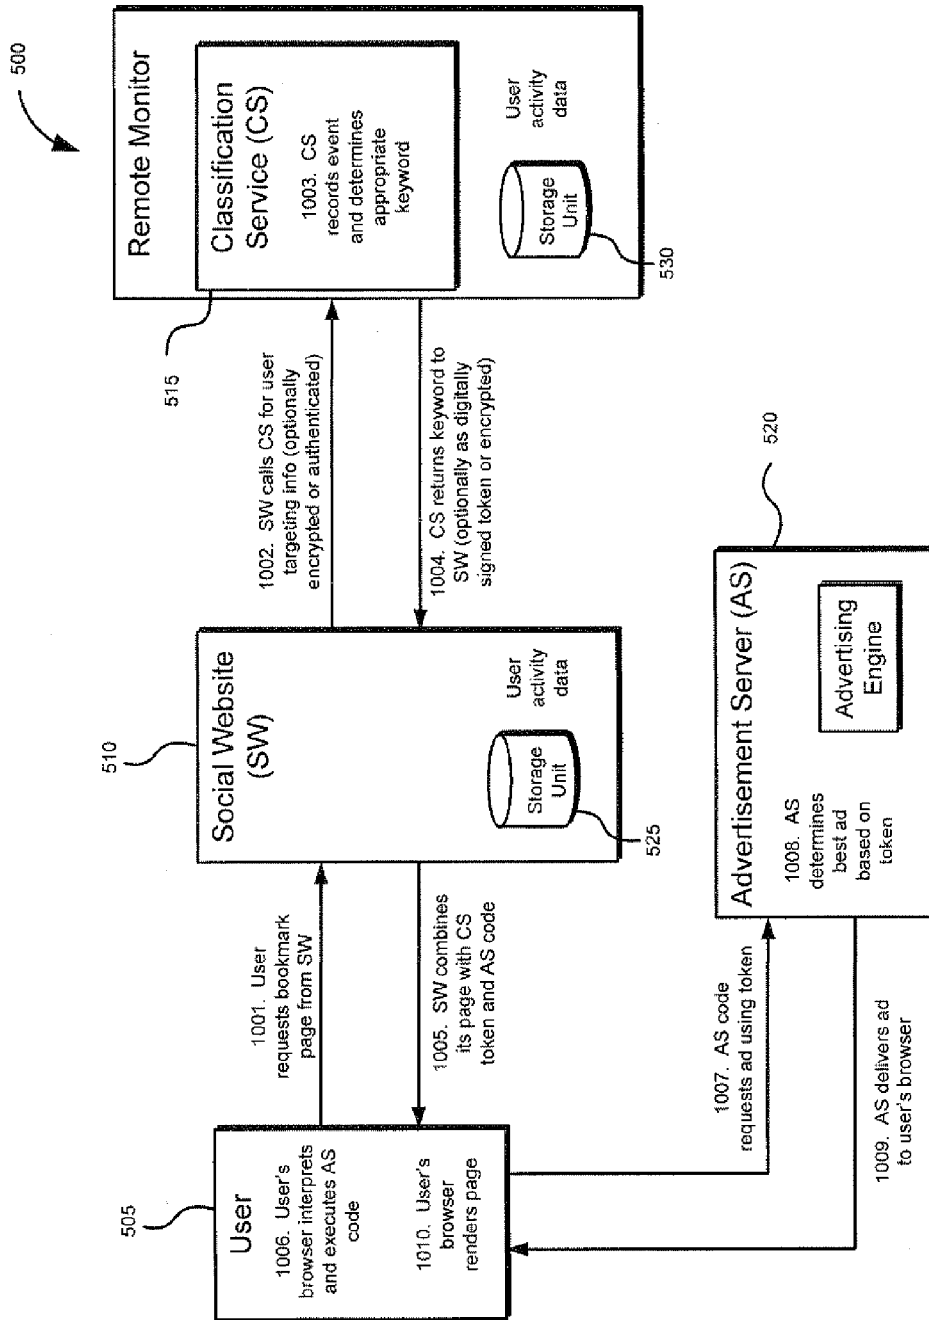 500
Remote Monitor
Classification
Service (CS)
1003. CS
records event
and determines
appropriate
keyword
515
Storage
Unit
User
activity
data
530
1002. SW calls CS for user
targeting info (optionally
encrypted or authenticated)
1004. CS returns keyword to
SW (optionally as digitally
signed token or encrypted)
510
Social Website
(SW)
Storage
Unit
User
activity
data
525
520
Advertisement Server (AS)
1008. AS
determines
best ad
based on
token
Advertising
Engine
1001. User
requests bookmark
page from SW
1005. SW combines
its page with CS
token and AS code
505
User
1006. User's
browser interprets
and executes AS
code
1010. User's
browser
renders page
1007. AS code
requests ad using token
1009. AS delivers ad
to user's browser